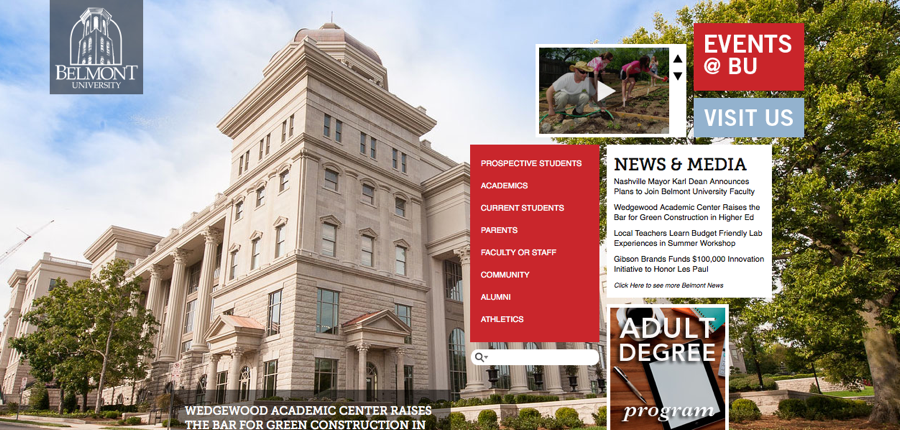 BELMONT
UNIVERSITY
EVENTS
@ BU
VISIT US
PROSPECTIVE STUDENTS
ACADEMICS
CURRENT STUDENTS
PARENTS
FACULTY OR STAFF
COMMUNITY
ALUMNI
ATHLETICS
NEWS & MEDIA
Nashville Mayor Karl Dean Announces
Plans to Join Belmont University Faculty
Wedgewood Academic Center Raises the
Bar for Green Construction in Higher Ed
Local Teachers Learn Budget Friendly Lab
Experiences in Summer Workshop
Gibson Brands Funds $100,000 Innovation
Initiative to Honor Les Paul
Click Here to see more Belmont News
ADULT
DEGREE
program
WEDGEWOOD ACADEMIC CENTER RAISES
THE BAR FOR GREEN CONSTRUCTION IN